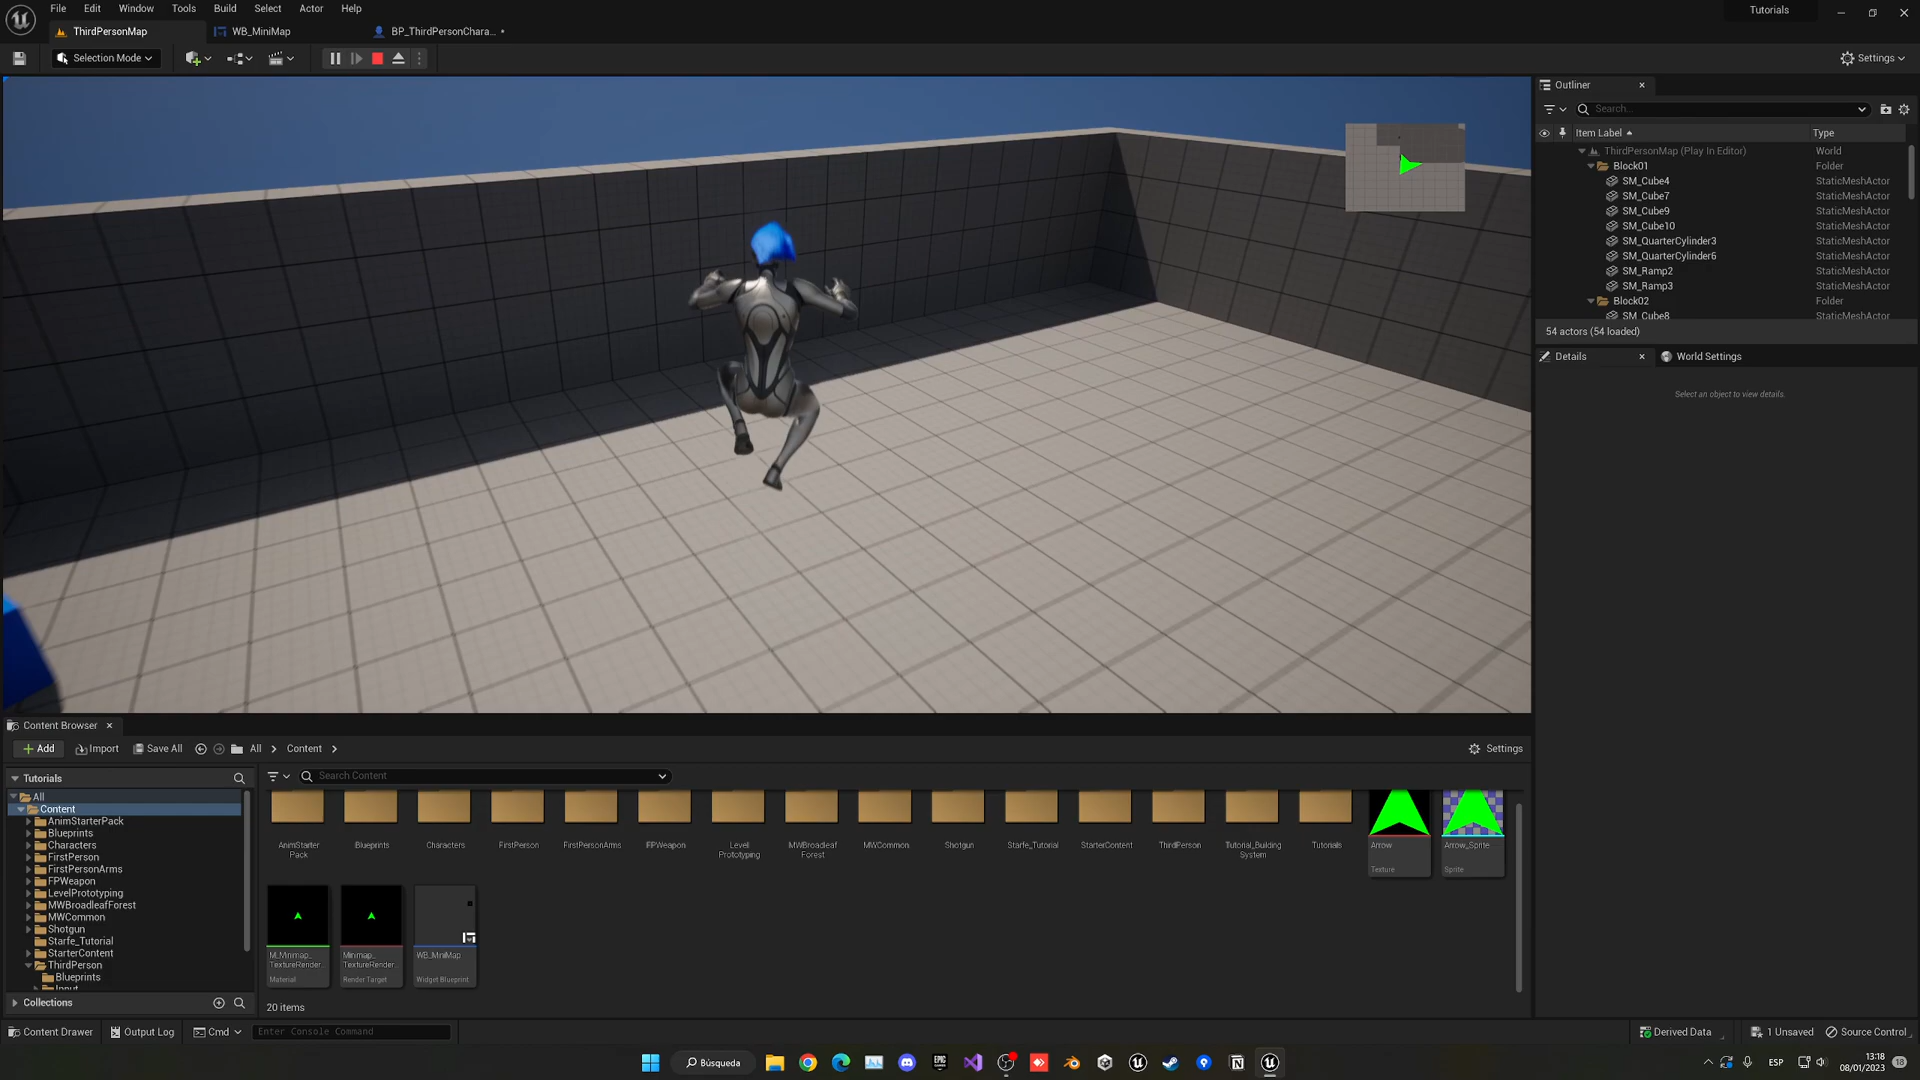 File Edit Window Tools Build Select Actor Help
Tutorials
ThirdPersonMap
WB_MiniMap
BP_ThirdPersonChara... •
Selection Mode
Settings
Outliner
Search...
Item Label
Type
ThirdPersonMap (Play In Editor) World
Block01 Folder
SM_Cube4 StaticMeshActor
SM_Cube7 StaticMeshActor
SM_Cube9 StaticMeshActor
SM_Cube10 StaticMeshActor
SM_QuarterCylinder3 StaticMeshActor
SM_QuarterCylinder6 StaticMeshActor
SM_Ramp2 StaticMeshActor
SM_Ramp3 StaticMeshActor
Block02 Folder
SM_Cube8 StaticMeshActor
54 actors (54 loaded)
Details
World Settings
Select an object to view details.
Content Browser
Add
Import
Save All
All
Content
Settings
Tutorials
Search Content
All
Content
AnimStarterPack
Blueprints
Characters
FirstPerson
FirstPersonArms
FPWeapon
LevelPrototyping
MWBroadleafForest
MWCommon
Shotgun
Starfe_Tutorial
StarterContent
ThirdPerson
Blueprints
Input
Collections
AnimStarter
Pack
Blueprints
Characters
FirstPerson
FirstPersonArms
FPWeapon
Level
Prototyping
MWBroadleaf
Forest
MWCommon
Shotgun
Starfe_Tutorial
StarterContent
ThirdPerson
Tutorial_Building
System
Tutorials
Arrow
Texture
Arrow_Sprite
Sprite
M_Minimap_
TextureRender...
Material
Minimap_
TextureRender...
Render Target
WB_MiniMap
Widget Blueprint
20 items
Content Drawer
Output Log
Cmd
Enter Console Command
Derived Data
1 Unsaved
Source Control
Búsqueda
ESP
13:18
08/01/2023
18